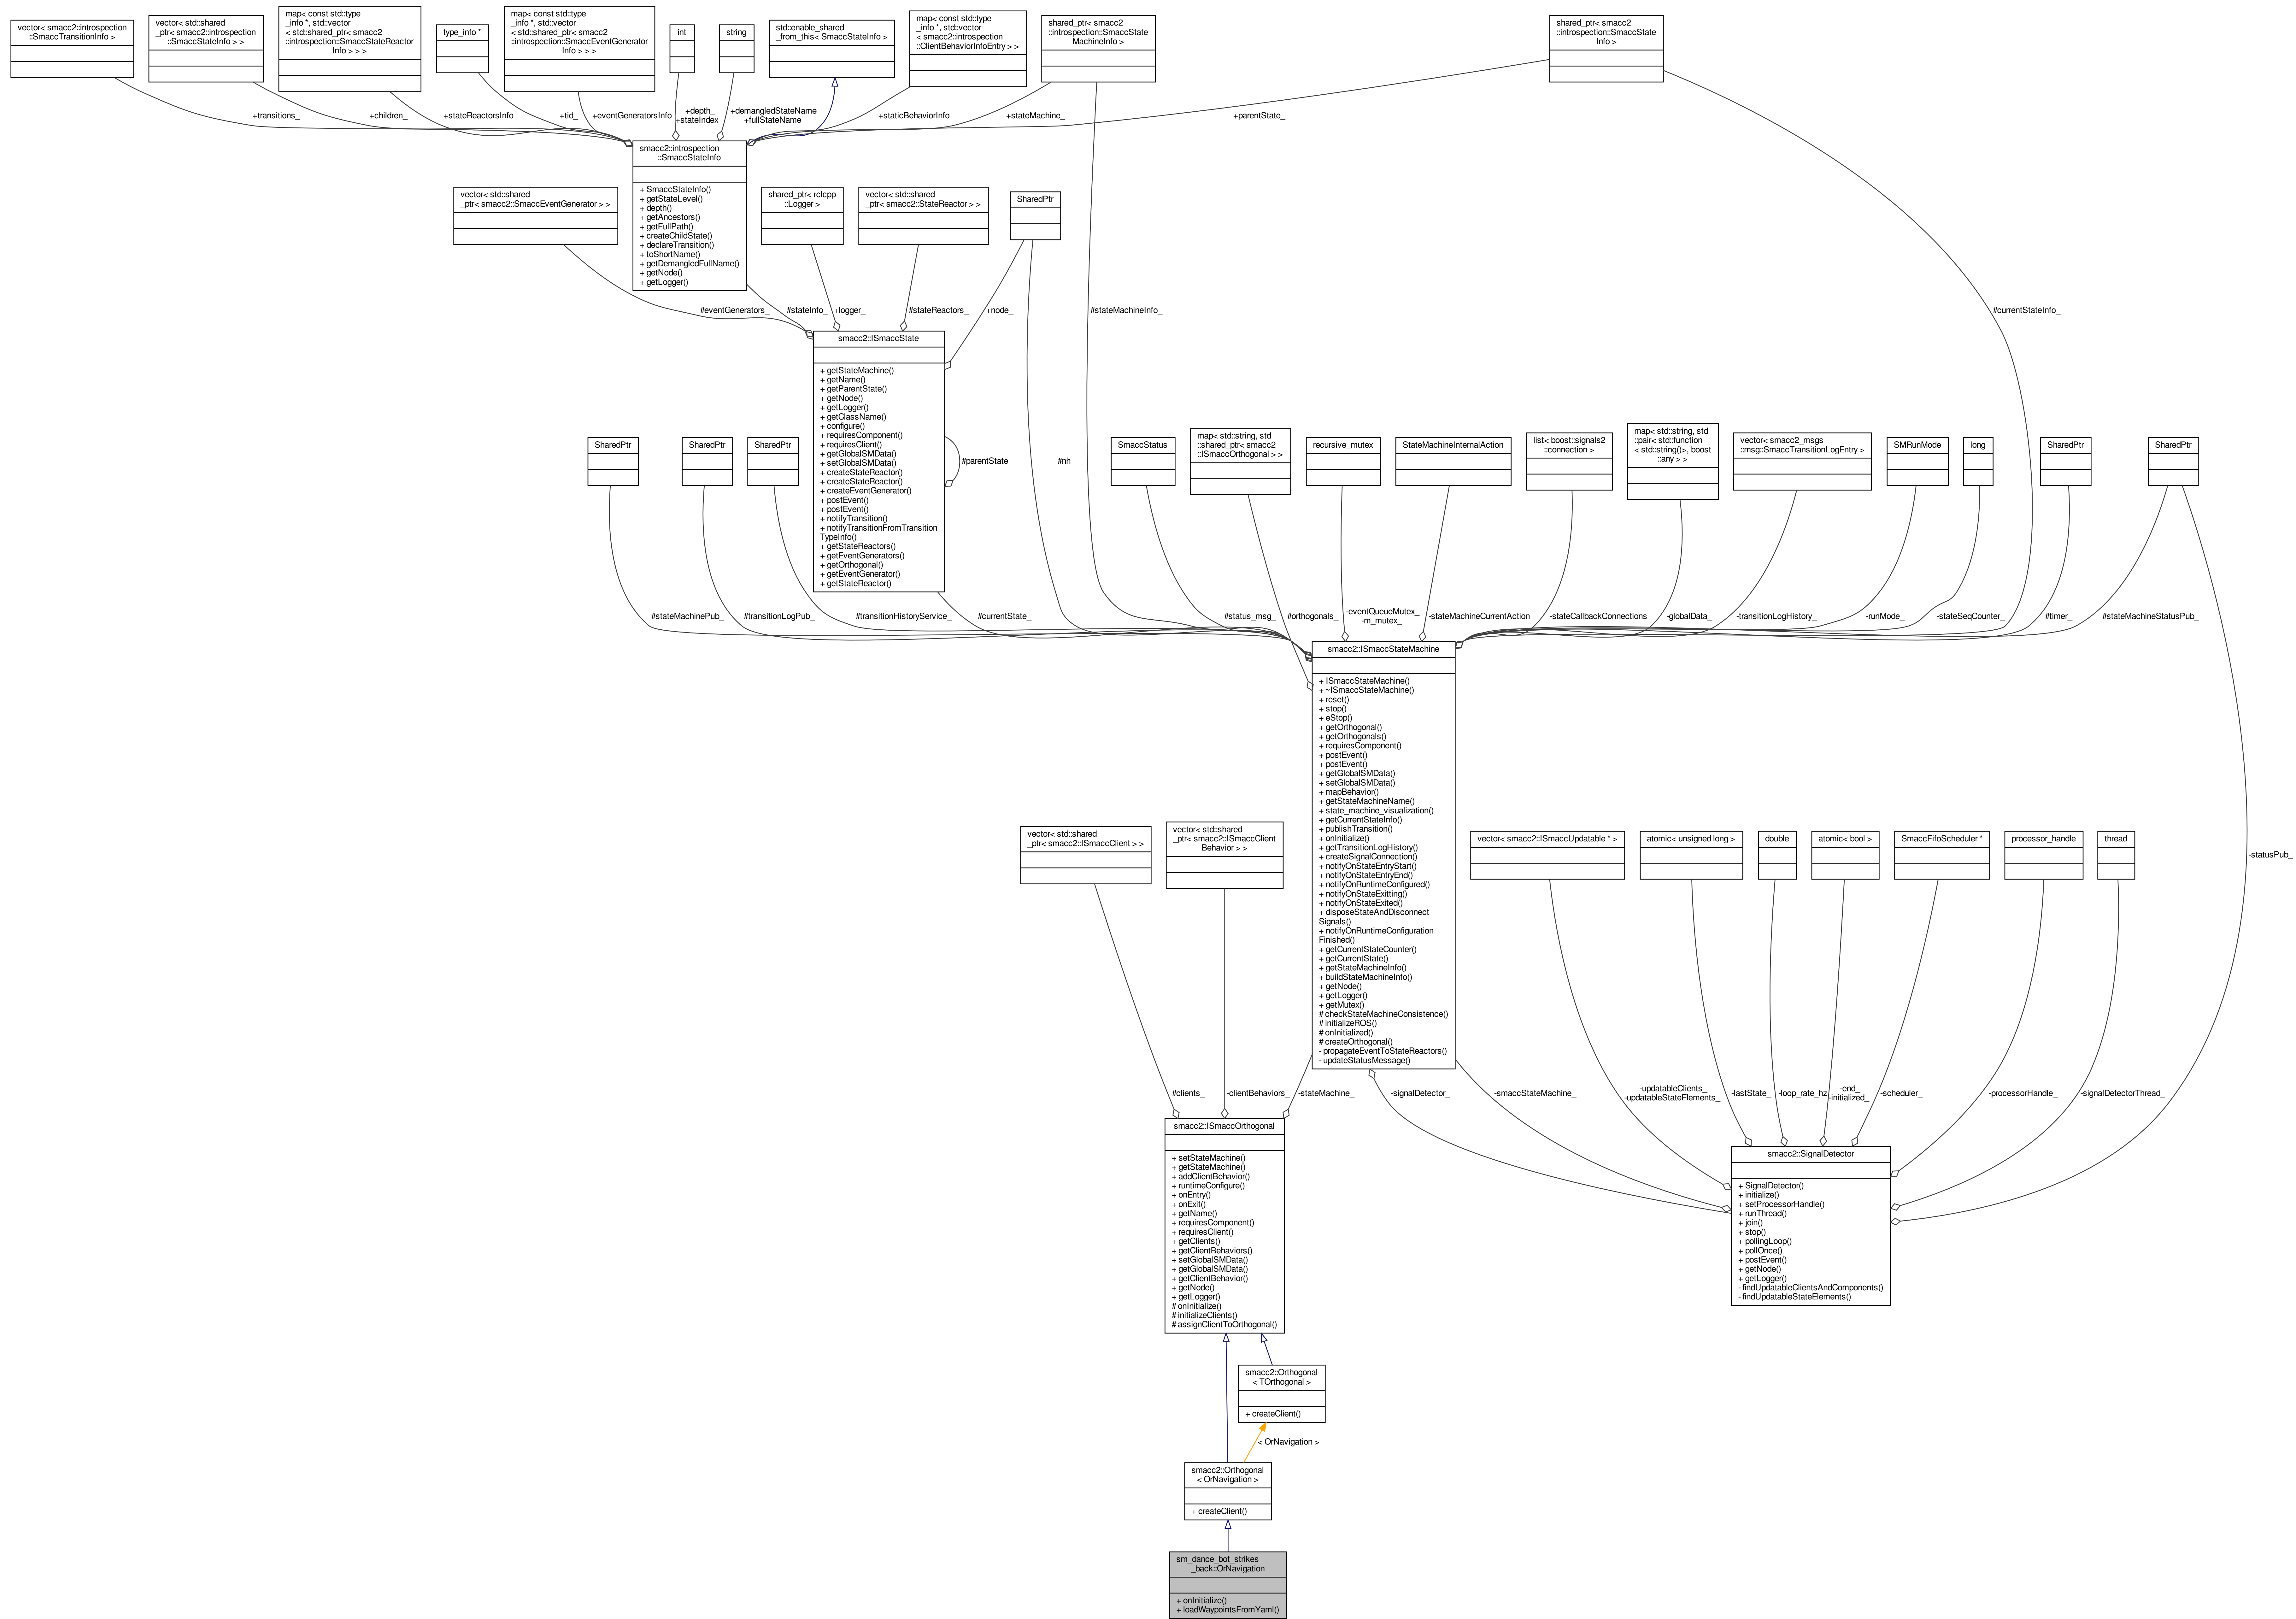 vector< smacc2::introspection
::SmaccTransitionInfo >
vector< std::shared
_ptr< smacc2::introspection
::SmaccStateInfo > >
map< const std::type
_info *, std::vector
< std::shared_ptr< smacc2
::introspection::SmaccStateReactor
Info > > >
type_info *
map< const std::type
_info *, std::vector
< std::shared_ptr< smacc2
::introspection::SmaccEventGenerator
Info > > >
int
string
std::enable_shared
_from_this< SmaccStateInfo >
map< const std::type
_info *, std::vector
< smacc2::introspection
::ClientBehaviorInfoEntry > >
shared_ptr< smacc2
::introspection::SmaccState
MachineInfo >
shared_ptr< smacc2
::introspection::SmaccState
Info >
+transitions_
+children_
+stateReactorsInfo
+tid_
+eventGeneratorsInfo
+depth_
+stateIndex_
+demangledStateName
+fullStateName
+staticBehaviorInfo
+stateMachine_
+parentState_
smacc2::introspection
::SmaccStateInfo
+ SmaccStateInfo()
+ getStateLevel()
+ depth()
+ getAncestors()
+ getFullPath()
+ createChildState()
+ declareTransition()
+ toShortName()
+ getDemangledFullName()
+ getNode()
+ getLogger()
vector< std::shared
_ptr< smacc2::SmaccEventGenerator > >
shared_ptr< rclcpp
::Logger >
vector< std::shared
_ptr< smacc2::StateReactor > >
SharedPtr
#eventGenerators_
#stateInfo_
+logger_
#stateReactors_
+node_
#stateMachineInfo_
#currentStateInfo_
smacc2::ISmaccState
+ getStateMachine()
+ getName()
+ getParentState()
+ getNode()
+ getLogger()
+ getClassName()
+ configure()
+ requiresComponent()
+ requiresClient()
+ getGlobalSMData()
+ setGlobalSMData()
+ createStateReactor()
+ createStateReactor()
+ createEventGenerator()
+ postEvent()
+ postEvent()
+ notifyTransition()
+ notifyTransitionFromTransition
TypeInfo()
+ getStateReactors()
+ getEventGenerators()
+ getOrthogonal()
+ getEventGenerator()
+ getStateReactor()
#parentState_
#nh_
SharedPtr
SharedPtr
SharedPtr
SmaccStatus
map< std::string, std
::shared_ptr< smacc2
::ISmaccOrthogonal > >
recursive_mutex
StateMachineInternalAction
list< boost::signals2
::connection >
map< std::string, std
::pair< std::function
< std::string()>, boost
::any > >
vector< smacc2_msgs
::msg::SmaccTransitionLogEntry >
SMRunMode
long
SharedPtr
SharedPtr
#stateMachinePub_
#transitionLogPub_
#transitionHistoryService_
#currentState_
#status_msg_
#orthogonals_
-eventQueueMutex_
-m_mutex_
-stateMachineCurrentAction
-stateCallbackConnections
-globalData_
-transitionLogHistory_
-runMode_
-stateSeqCounter_
#timer_
#stateMachineStatusPub_
smacc2::ISmaccStateMachine
+ ISmaccStateMachine()
+ ~ISmaccStateMachine()
+ reset()
+ stop()
+ eStop()
+ getOrthogonal()
+ getOrthogonals()
+ requiresComponent()
+ postEvent()
+ postEvent()
+ getGlobalSMData()
+ setGlobalSMData()
+ mapBehavior()
+ getStateMachineName()
+ state_machine_visualization()
+ getCurrentStateInfo()
+ publishTransition()
+ onInitialize()
+ getTransitionLogHistory()
+ createSignalConnection()
+ notifyOnStateEntryStart()
+ notifyOnStateEntryEnd()
+ notifyOnRuntimeConfigured()
+ notifyOnStateExitting()
+ notifyOnStateExited()
+ disposeStateAndDisconnect
Signals()
+ notifyOnRuntimeConfiguration
Finished()
+ getCurrentStateCounter()
+ getCurrentState()
+ getStateMachineInfo()
+ buildStateMachineInfo()
+ getNode()
+ getLogger()
+ getMutex()
# checkStateMachineConsistence()
# initializeROS()
# onInitialized()
# createOrthogonal()
- propagateEventToStateReactors()
- updateStatusMessage()
vector< std::shared
_ptr< smacc2::ISmaccClient > >
vector< std::shared
_ptr< smacc2::ISmaccClient
Behavior > >
vector< smacc2::ISmaccUpdatable * >
atomic< unsigned long >
double
atomic< bool >
SmaccFifoScheduler *
processor_handle
thread
-statusPub_
#clients_
-clientBehaviors_
-stateMachine_
-signalDetector_
-smaccStateMachine_
-updatableClients_
-updatableStateElements_
-lastState_
-loop_rate_hz
-end_
-initialized_
-scheduler_
-processorHandle_
-signalDetectorThread_
smacc2::ISmaccOrthogonal
+ setStateMachine()
+ getStateMachine()
+ addClientBehavior()
+ runtimeConfigure()
+ onEntry()
+ onExit()
+ getName()
+ requiresComponent()
+ requiresClient()
+ getClients()
+ getClientBehaviors()
+ setGlobalSMData()
+ getGlobalSMData()
+ getClientBehavior()
+ getNode()
+ getLogger()
# onInitialize()
# initializeClients()
# assignClientToOrthogonal()
smacc2::SignalDetector
+ SignalDetector()
+ initialize()
+ setProcessorHandle()
+ runThread()
+ join()
+ stop()
+ pollingLoop()
+ pollOnce()
+ postEvent()
+ getNode()
+ getLogger()
- findUpdatableClientsAndComponents()
- findUpdatableStateElements()
smacc2::Orthogonal
< TOrthogonal >
+ createClient()
< OrNavigation >
smacc2::Orthogonal
< OrNavigation >
+ createClient()
sm_dance_bot_strikes
_back::OrNavigation
+ onInitialize()
+ loadWaypointsFromYaml()